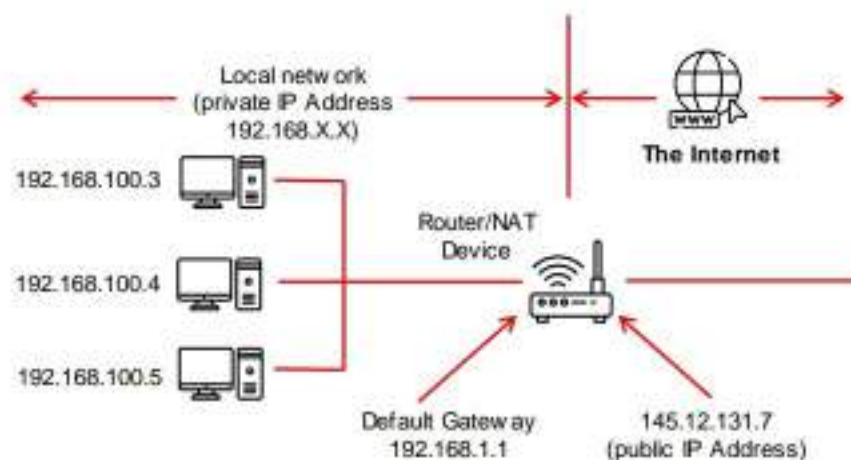 Local network
(private IP Address
192.168.X.X)
www
The Internet
192.168.100.3
Router/NAT
Device
192.168.100.4
192.168.100.5
Default Gateway
192.168.1.1
145.12.131.7
(public IP Address)